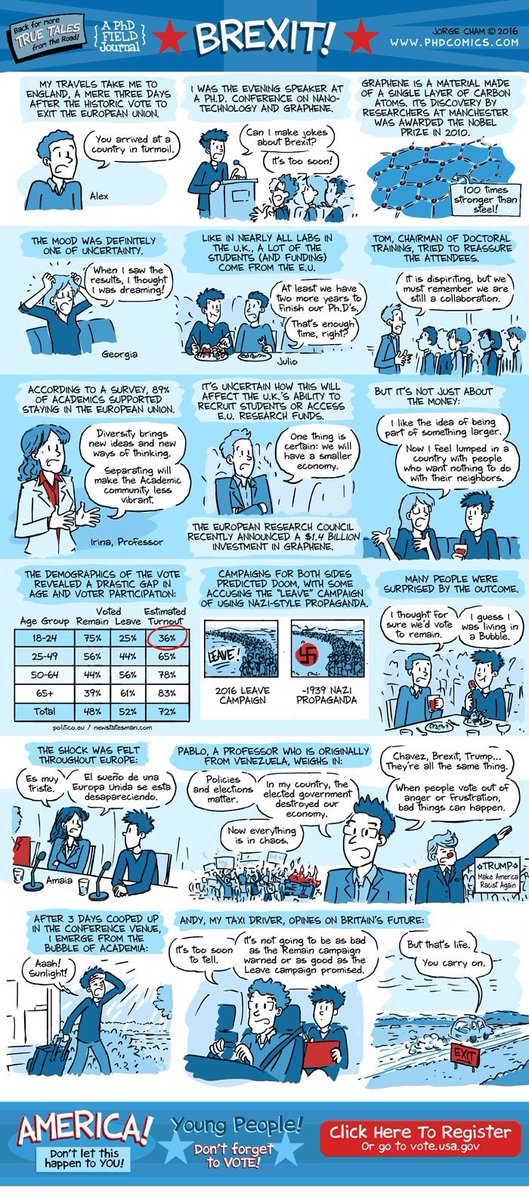 Back for more
TRUE TALES
from the Road!
{A PhD
FIELD
Journal}
BREXIT!
JORGE CHAM © 2016
WWW.PHDCOMICS.COM
MY TRAVELS TAKE ME TO
ENGLAND, A MERE THREE DAYS
AFTER THE HISTORIC VOTE TO
EXIT THE EUROPEAN UNION.
You arrived at a
country in turmoil.
Alex
I WAS THE EVENING SPEAKER AT
A PH.D. CONFERENCE ON NANO-
TECHNOLOGY AND GRAPHENE.
Can I make jokes
about Brexit?
It's too soon!
GRAPHENE IS A MATERIAL MADE
OF A SINGLE LAYER OF CARBON
ATOMS. ITS DISCOVERY BY
RESEARCHERS AT MANCHESTER
WAS AWARDED THE NOBEL
PRIZE IN 2010.
100 times
stronger than
steel!
THE MOOD WAS DEFINITELY
ONE OF UNCERTAINTY.
When I saw the
results, I thought
I was dreaming!
Georgia
LIKE IN NEARLY ALL LABS IN
THE U.K., A LOT OF THE
STUDENTS (AND FUNDING)
COME FROM THE E.U.
At least we have
two more years to
finish our Ph.D's.
That's enough
time, right?
Julio
TOM, CHAIRMAN OF DOCTORAL
TRAINING, TRIED TO REASSURE
THE ATTENDEES.
It is dispiriting, but we
must remember we are
still a collaboration.
ACCORDING TO A SURVEY, 89%
OF ACADEMICS SUPPORTED
STAYING IN THE EUROPEAN UNION.
Diversity brings
new ideas and new
ways of thinking.
Separating will
make the Academic
community less
vibrant.
Irina, Professor
IT'S UNCERTAIN HOW THIS WILL
AFFECT THE U.K.'S ABILITY TO
RECRUIT STUDENTS OR ACCESS
E.U. RESEARCH FUNDS.
One thing is
certain: we will
have a smaller
economy.
THE EUROPEAN RESEARCH COUNCIL
RECENTLY ANNOUNCED A $1.4 BILLION
INVESTMENT IN GRAPHENE.
BUT IT'S NOT JUST ABOUT
THE MONEY:
I like the idea of being
part of something larger.
Now I feel lumped in a
country with people
who want nothing to do
with their neighbors.
THE DEMOGRAPHICS OF THE VOTE
REVEALED A DRASTIC GAP IN
AGE AND VOTER PARTICIPATION:
Voted Estimated
Age Group Remain Leave Turnout
18-24 75% 25% 36%
25-49 56% 44% 65%
50-64 44% 56% 78%
65+ 39% 61% 83%
Total 48% 52% 72%
politico.eu / newstatesman.com
CAMPAIGNS FOR BOTH SIDES
PREDICTED DOOM, WITH SOME
ACCUSING THE "LEAVE" CAMPAIGN
OF USING NAZI-STYLE PROPAGANDA.
LEAVE!
2016 LEAVE
CAMPAIGN
~1939 NAZI
PROPAGANDA
MANY PEOPLE WERE
SURPRISED BY THE OUTCOME.
I thought for
sure we'd vote
to remain.
I guess I
was living in
a Bubble.
THE SHOCK WAS FELT
THROUGHOUT EUROPE:
Es muy
triste.
El sueño de una
Europa Unida se esta
desapareciendo.
Amaia
PABLO, A PROFESSOR WHO IS ORIGINALLY
FROM VENEZUELA, WEIGHS IN:
Policies
and elections
matter.
In my country, the
elected government
destroyed our
economy.
Now everything
is in chaos.
Chavez, Brexit, Trump...
They're all the same thing.
When people vote out of
anger or frustration,
bad things can happen.
☆TRUMP☆
Make America
Racist Again
AFTER 3 DAYS COOPED UP
IN THE CONFERENCE VENUE,
I EMERGE FROM THE
BUBBLE OF ACADEMIA:
Aaah!
Sunlight!
ANDY, MY TAXI DRIVER, OPINES ON BRITAIN'S FUTURE:
It's too soon
to tell.
It's not going to be as bad
as the Remain campaign
warned or as good as the
Leave campaign promised.
But that's life.
You carry on.
EXIT
AMERICA!
Don't let this
happen to YOU!
Young People!
Don't forget
to VOTE!
Click Here To Register
Or go to vote.usa.gov